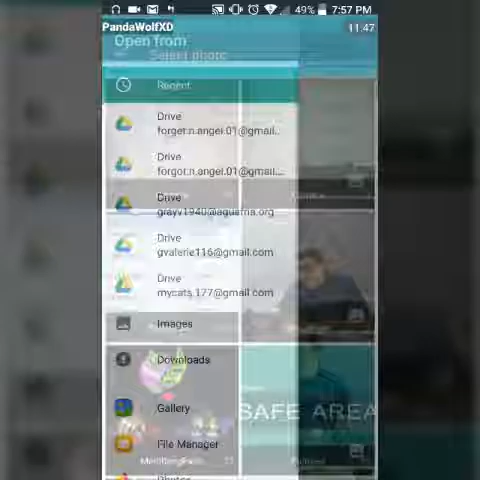 49% 7:57 PM
PandaWolfXD
11:47
Open from
Select photo
Recent
Drive
forget.n.angel.01@gmail...
Drive
forgot.n.angel.01@gmail...
Drive
grayv1940@aguafria.org
Drive
gvalerie116@gmail.com
Drive
mycats.177@gmail.com
Images
Downloads
Gallery
SAFE AREA
File Manager